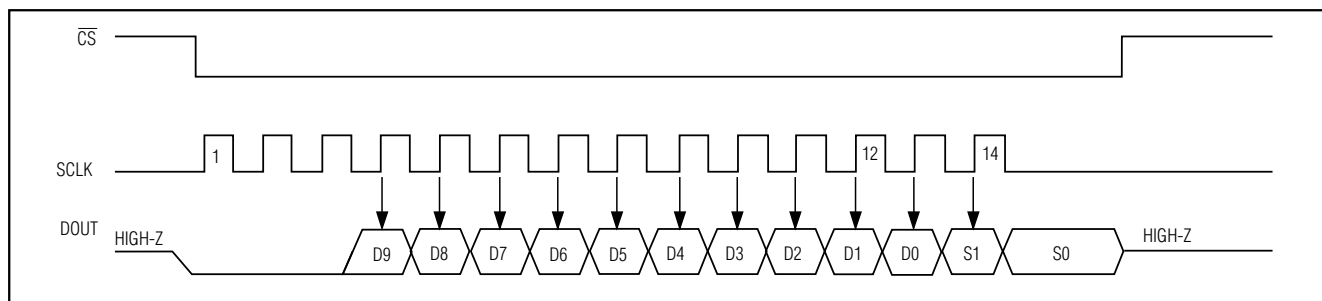 CS
1 12 14
SCLK
DOUT
HIGH-Z HIGH-Z
D9 D8 D7 D6 D5 D4 D3 D2 D1 D0 S1 S0